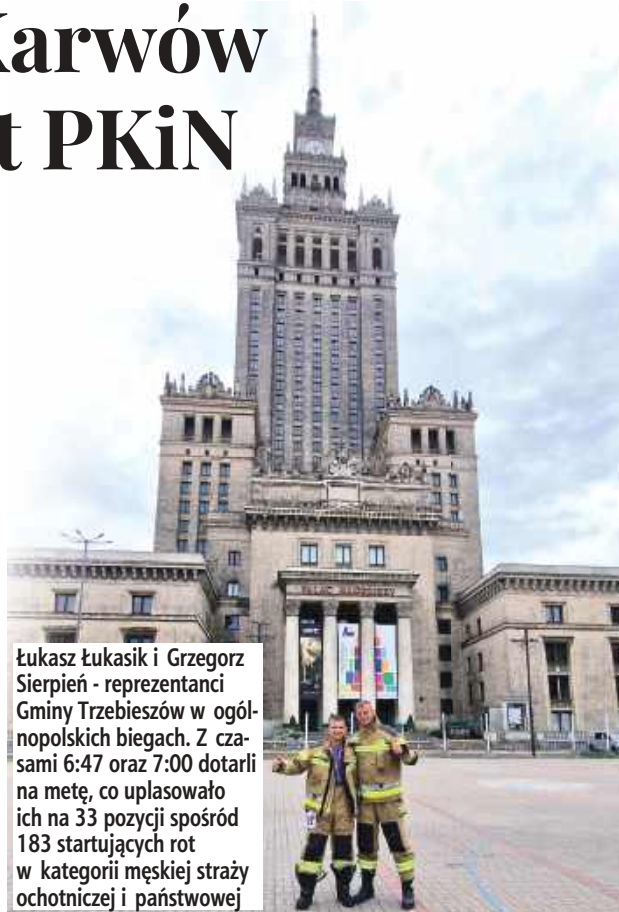 Karwów
t PKiN
Łukasz Łukasik i Grzegorz
Sierpień - reprezentanci
Gminy Trzebieszów w ogól-
nopolskich biegach. Z cza-
sami 6:47 oraz 7:00 dotarli
na metę, co uplasowało
ich na 33 pozycji spośród
183 startujących rot
w kategorii męskiej straży
ochotniczej i państwowej